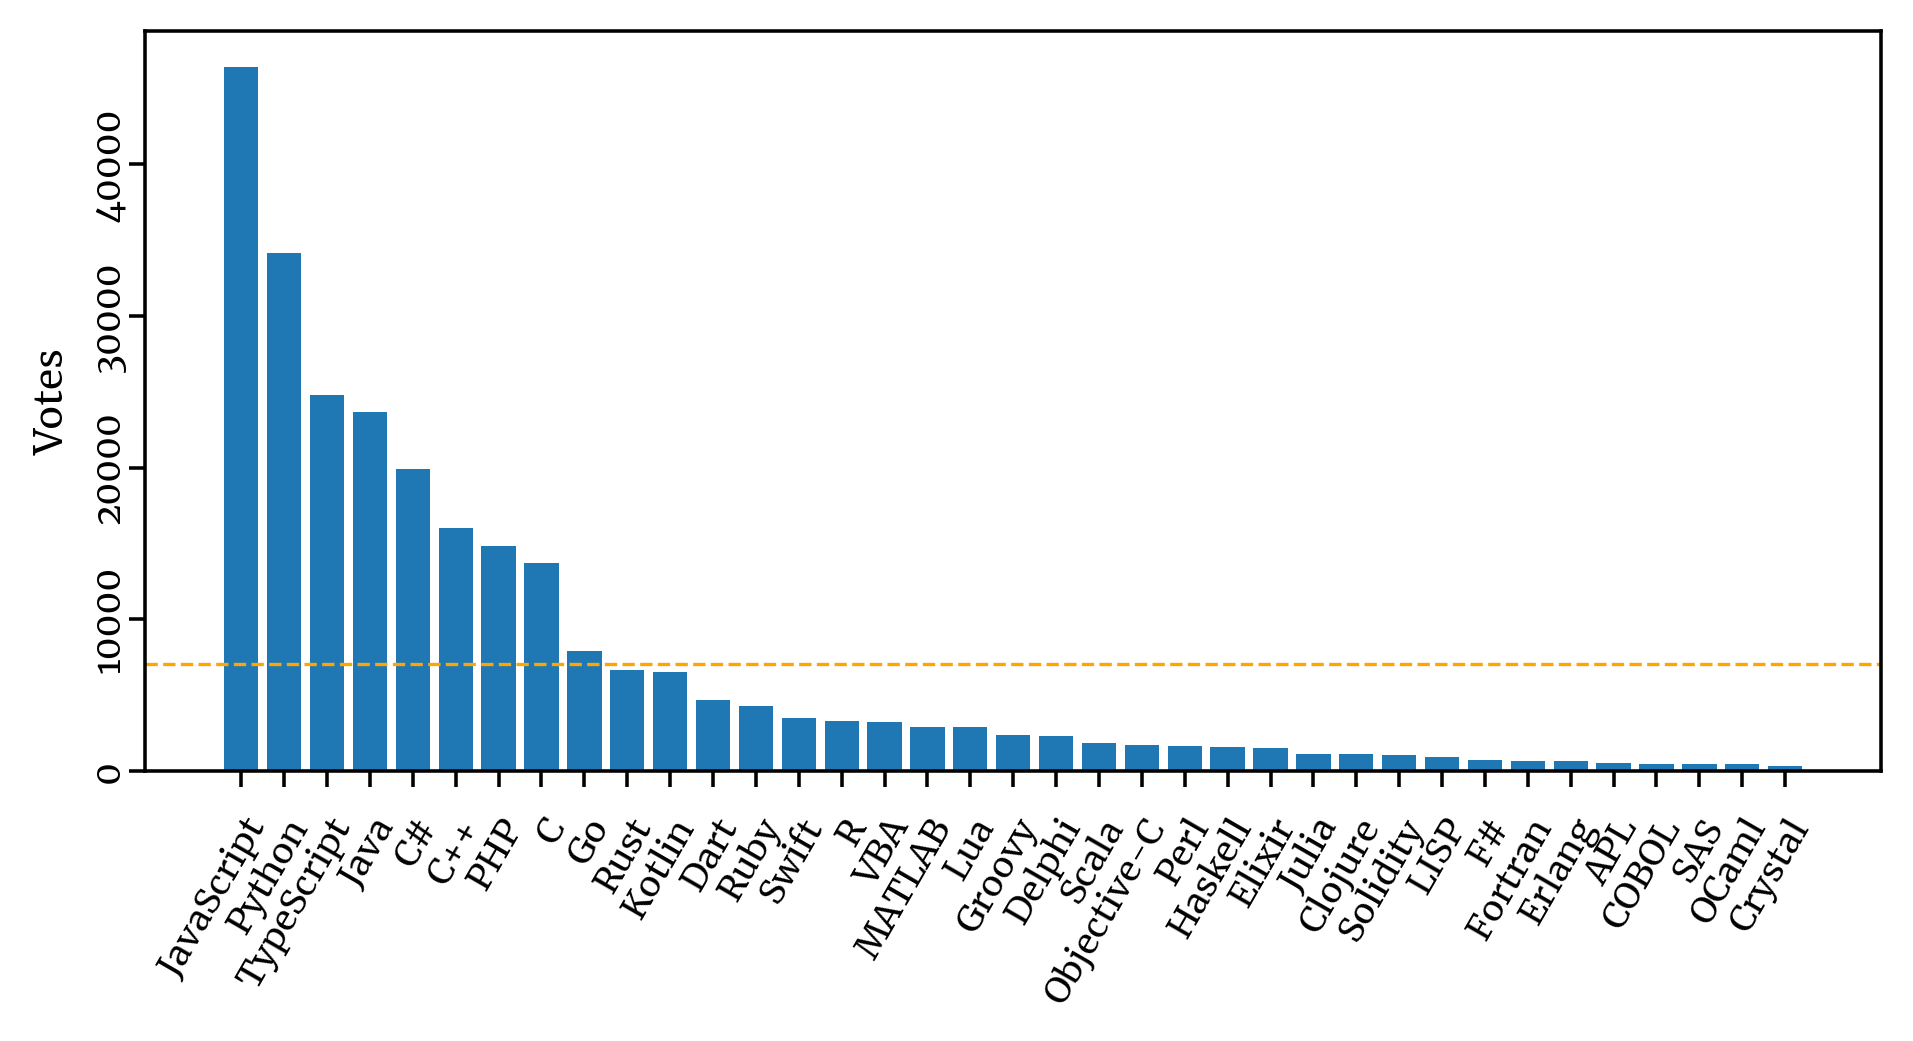 Votes
40000
30000
20000
10000
0
JavaScript
Python
TypeScript
Java
C#
C++
PHP
C
Go
Rust
Kotlin
Dart
Ruby
Swift
R
VBA
MATLAB
Lua
Groovy
Delphi
Scala
Objective-C
Perl
Haskell
Elixir
Julia
Clojure
Solidity
LISP
F#
Fortran
Erlang
APL
COBOL
SAS
OCaml
Crystal